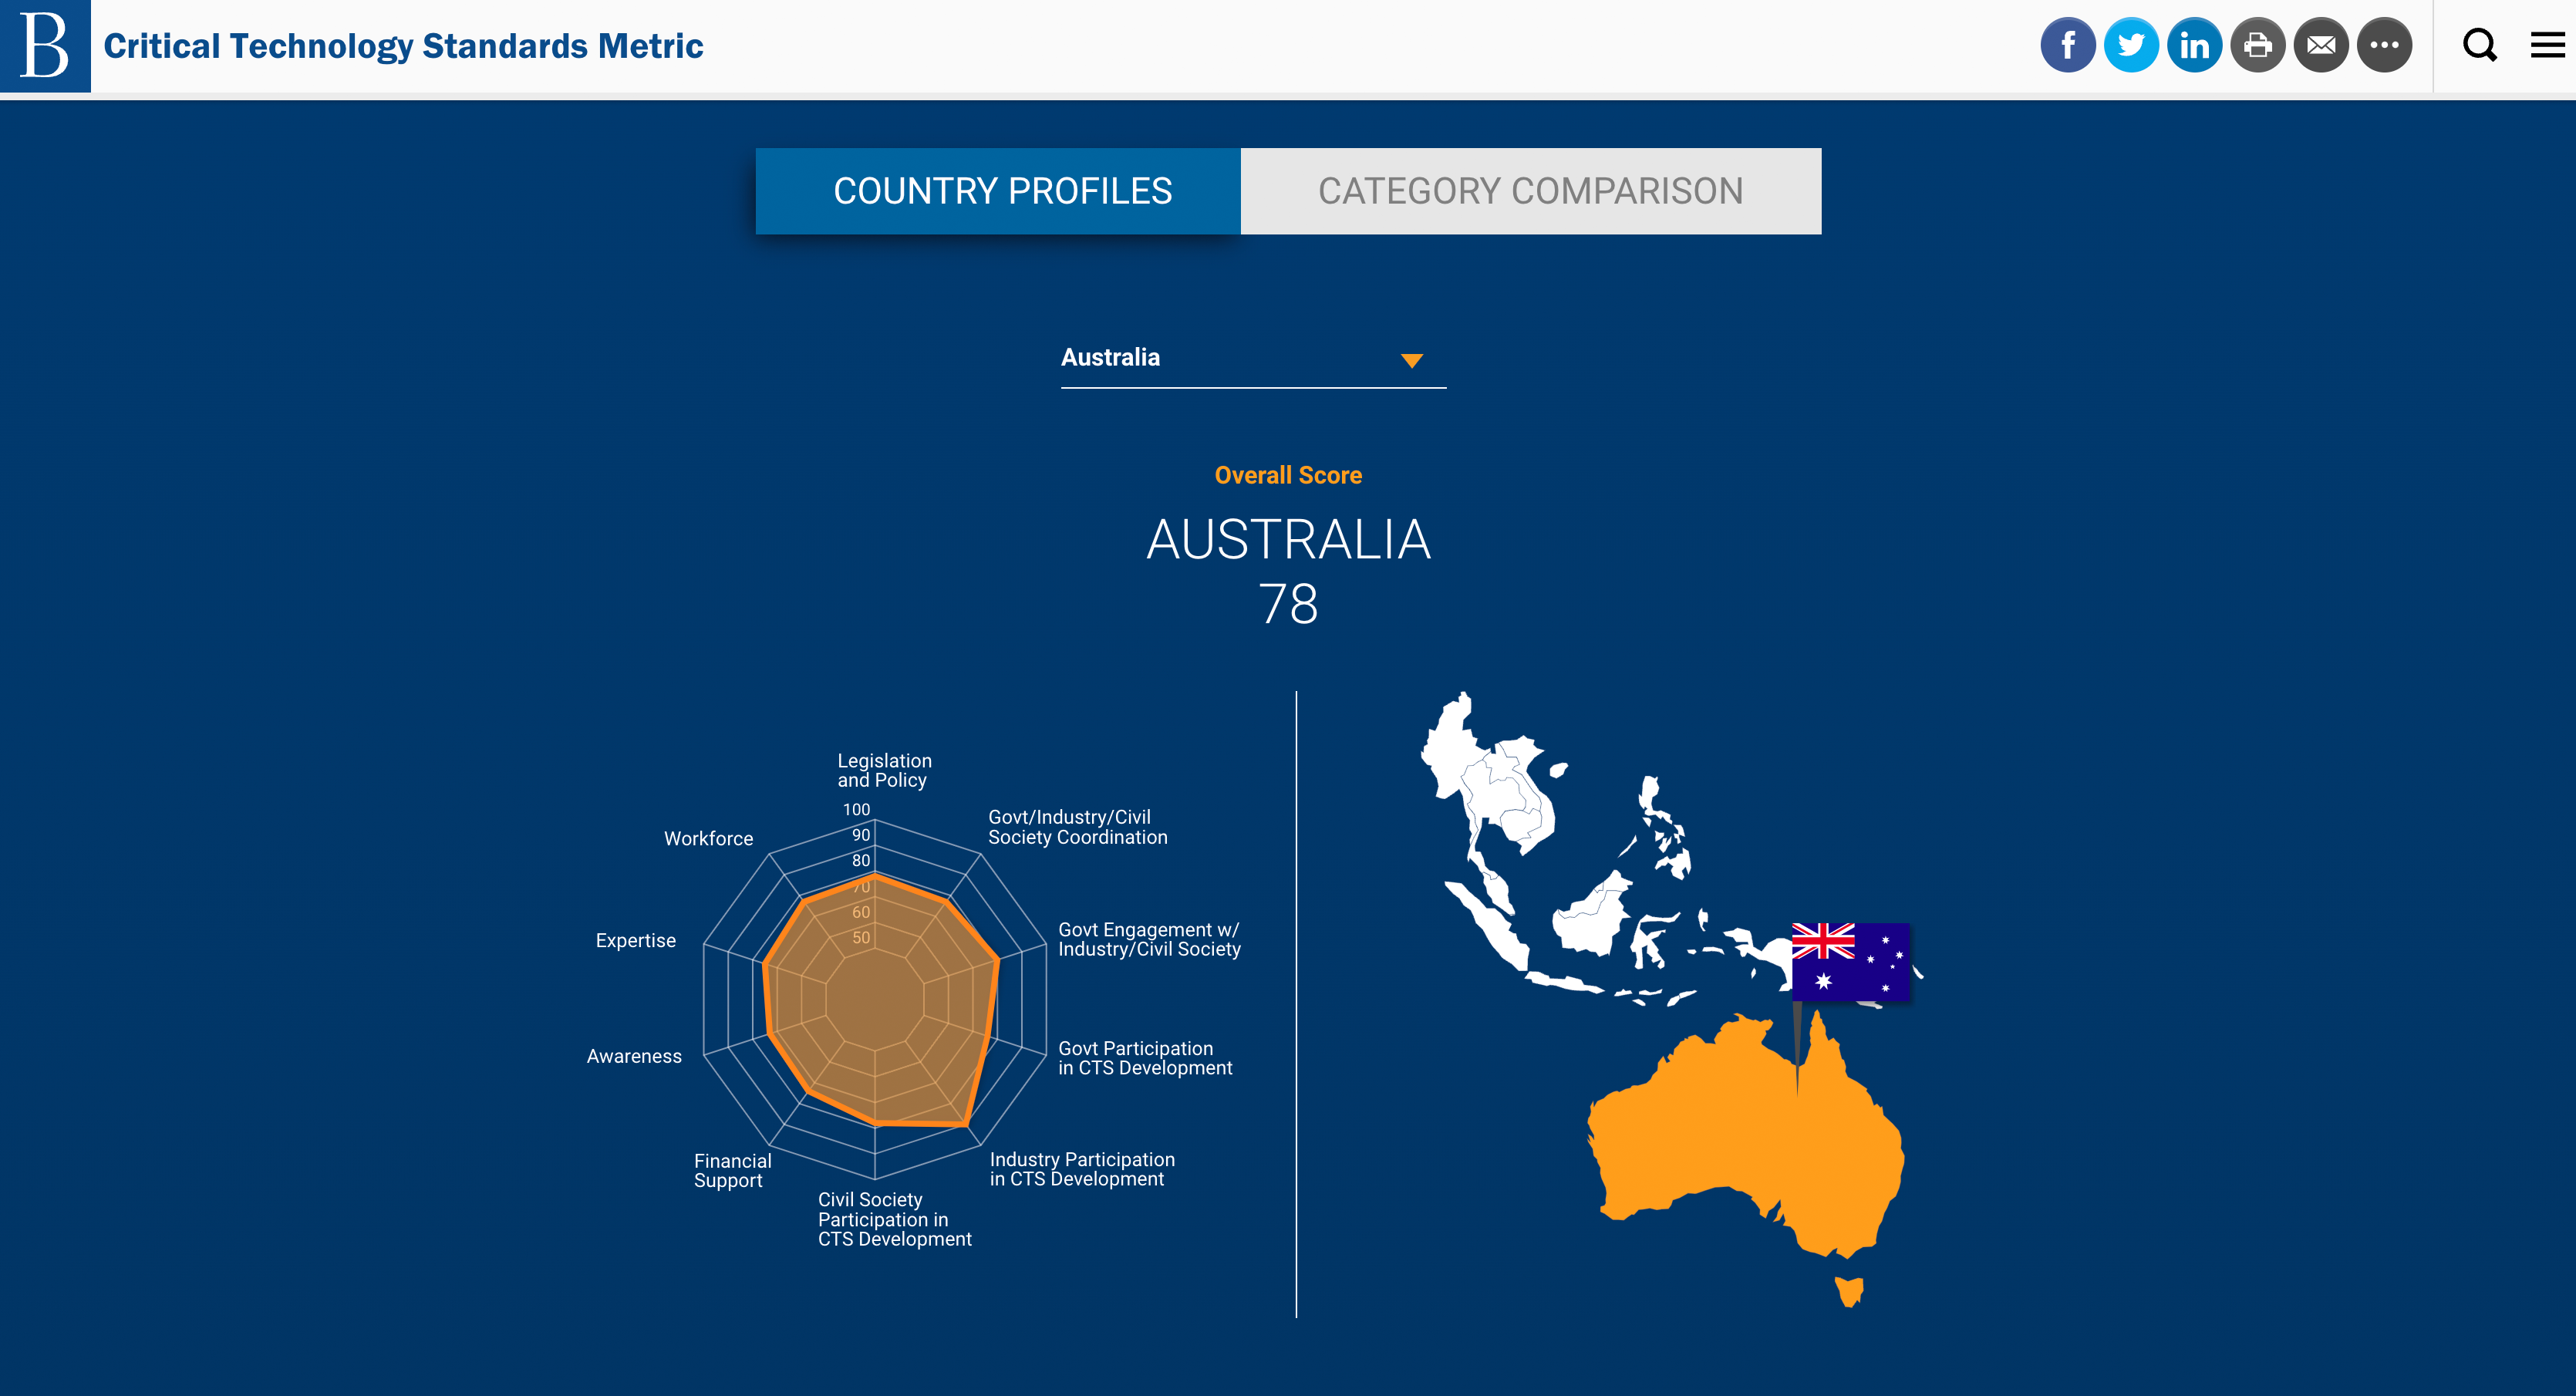 B
Critical Technology Standards Metric
f
in
COUNTRY PROFILES
CATEGORY COMPARISON
Australia
Overall Score
AUSTRALIA
78
Legislation
and Policy
Govt/Industry/Civil
Society Coordination
Govt Engagement w/
Industry/Civil Society
Govt Participation
in CTS Development
Industry Participation
in CTS Development
Civil Society
Participation in
CTS Development
Financial
Support
Awareness
Expertise
Workforce
100
90
80
70
60
50